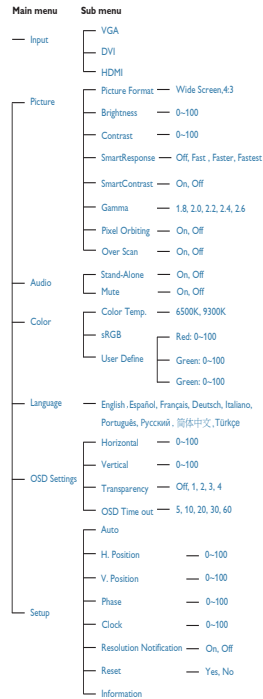 Main menu Sub menu
VGA
Input
DVI
HDMI
Picture Format Wide Screen,4:3
Picture
Brightness 0~100
Contrast 0~100
SmartResponse Off, Fast , Faster, Fastest
SmartContrast On, Off
Gamma 1.8, 2.0, 2.2, 2.4, 2.6
Pixel Orbiting On, Off
Over Scan On, Off
Stand-Alone On, Off
Audio
Mute On, Off
Color Temp. 6500K, 9300K
Color
sRGB Red: 0~100
User Define Green: 0~100
Green: 0~100
Language English ,Español, Français, Deutsch, Italiano,
Português, Русский , 简体中文 ,Türkçe
Horizontal 0~100
Vertical 0~100
OSD Settings
Transparency Off, 1, 2, 3, 4
OSD Time out 5, 10, 20, 30, 60
Auto
H. Position 0~100
V. Position 0~100
Phase 0~100
Setup
Clock 0~100
Resolution Notification On, Off
Reset Yes, No
Information